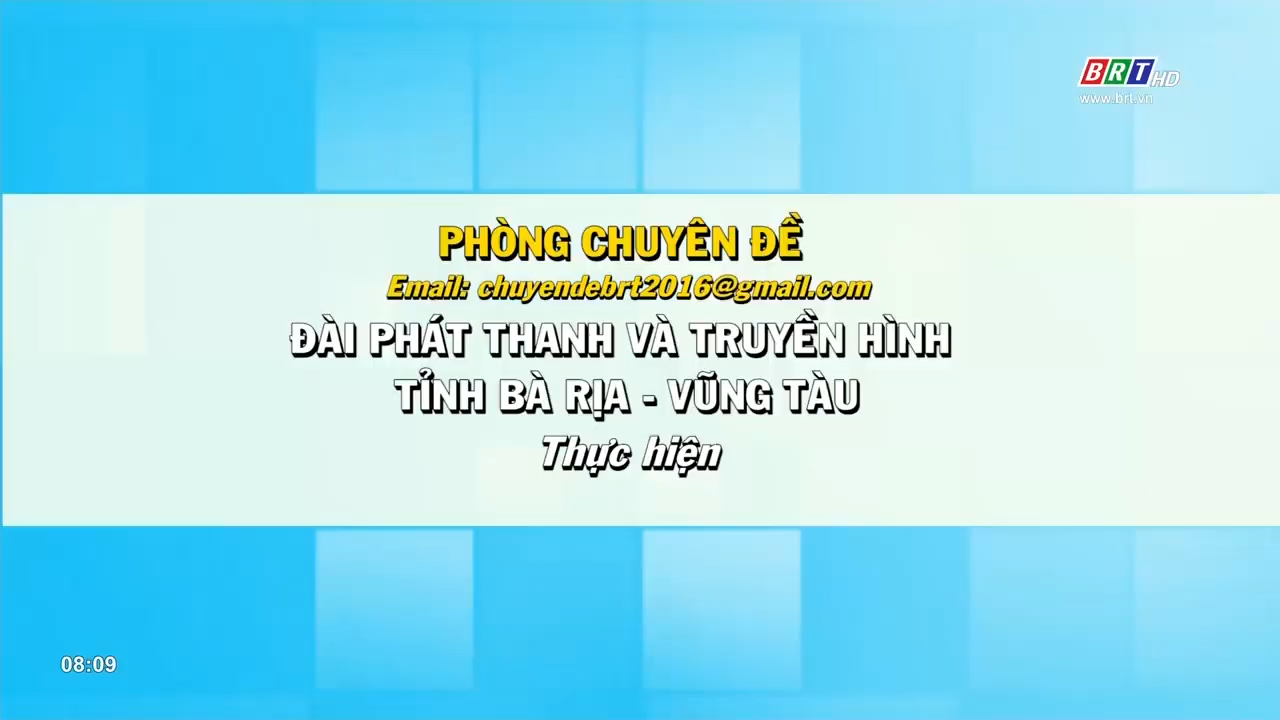 BRT HD
www.brt.vn
PHÒNG CHUYÊN ĐỀ
Email: chuyendebrt2016@gmail.com
ĐÀI PHÁT THANH VÀ TRUYỀN HÌNH
TỈNH BÀ RỊA - VŨNG TÀU
Thực hiện
08:09